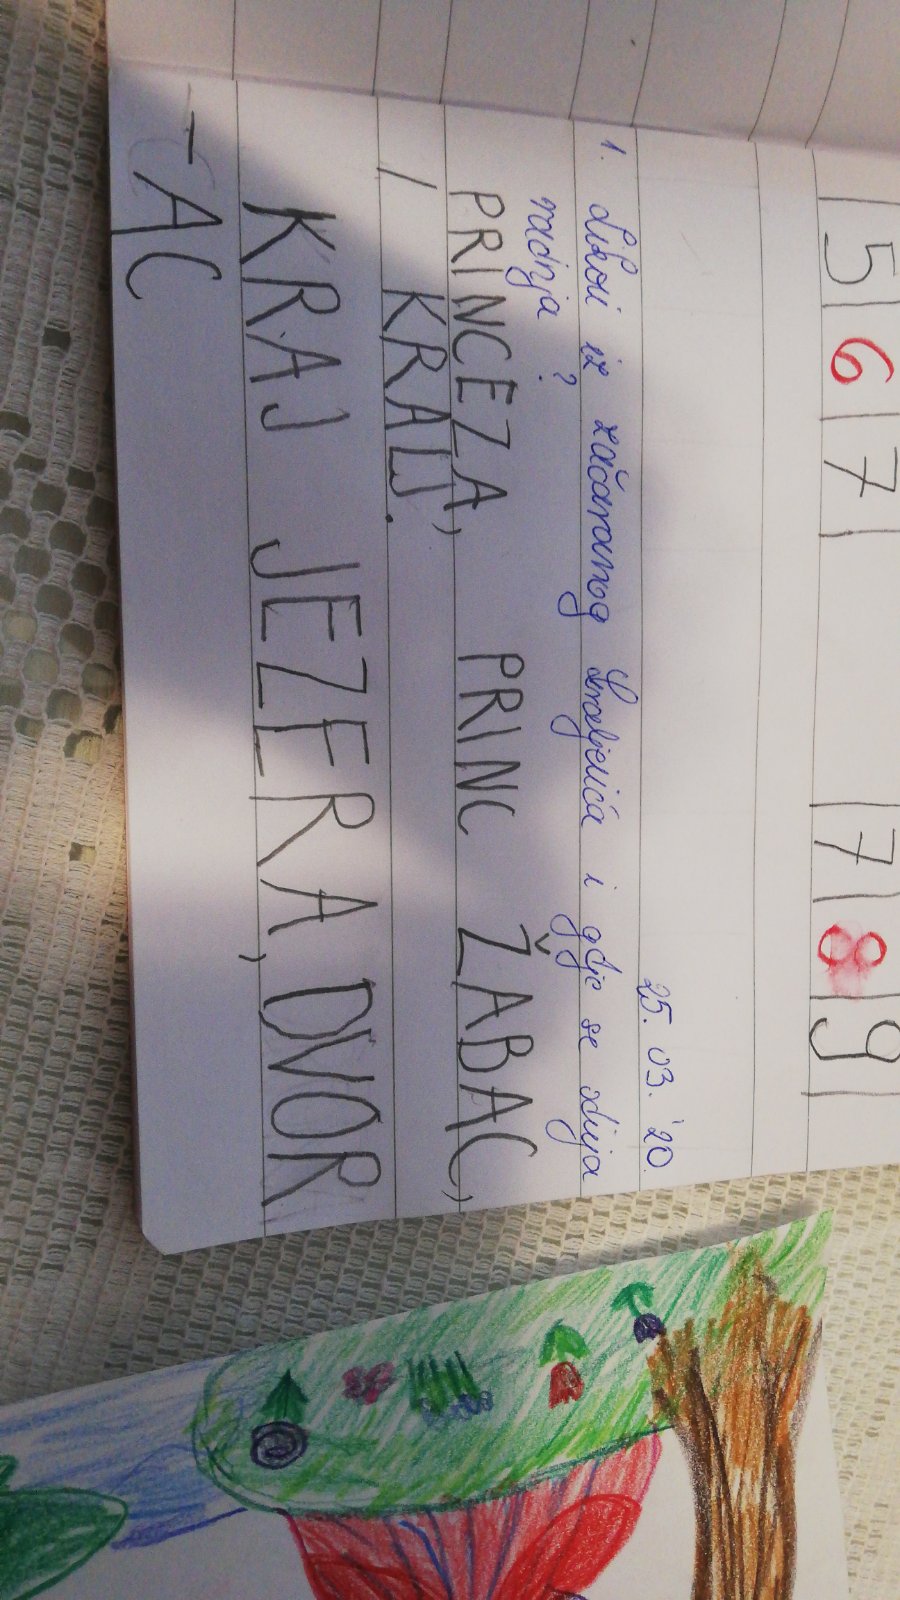 5 6 7 7 8 9
25. 03. '20.
1. Likovi iz začaranog kraljevića i gdje se odvija
radnja ?
PRINCEZA, PRINC ŽABAC,
/ KRALJ.
KRAJ JEZERA, DVOR
-AC